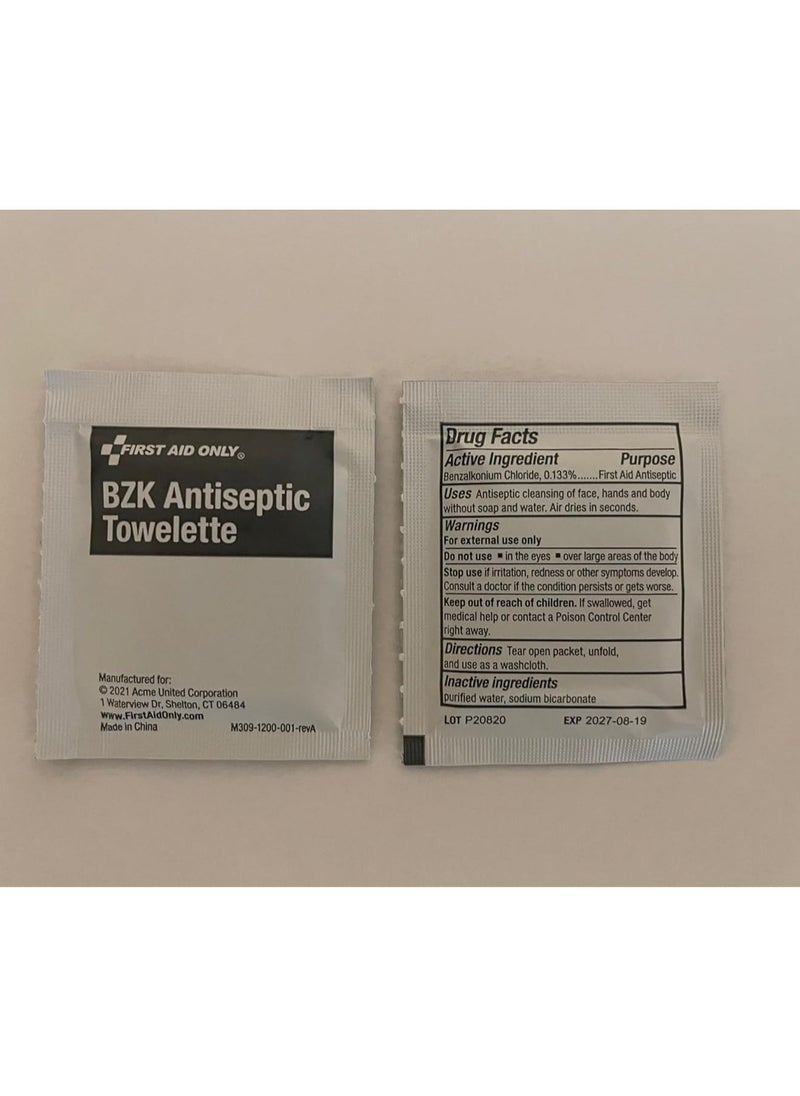 FIRST AID ONLY®
BZK Antiseptic
Towelette
Manufactured for:
© 2021 Acme United Corporation
1 Waterview Dr, Shelton, CT 06484
www.FirstAidOnly.com
Made in China M309-1200-001-revA
Drug Facts
Active Ingredient Purpose
Benzalkonium Chloride, 0.133%......First Aid Antiseptic
Uses Antiseptic cleansing of face, hands and body
without soap and water. Air dries in seconds.
Warnings
For external use only
Do not use ■ in the eyes ■ over large areas of the body
Stop use if irritation, redness or other symptoms develop.
Consult a doctor if the condition persists or gets worse.
Keep out of reach of children. If swallowed, get
medical help or contact a Poison Control Center
right away.
Directions Tear open packet, unfold,
and use as a washcloth.
Inactive ingredients
purified water, sodium bicarbonate
LOT P20820 EXP 2027-08-19